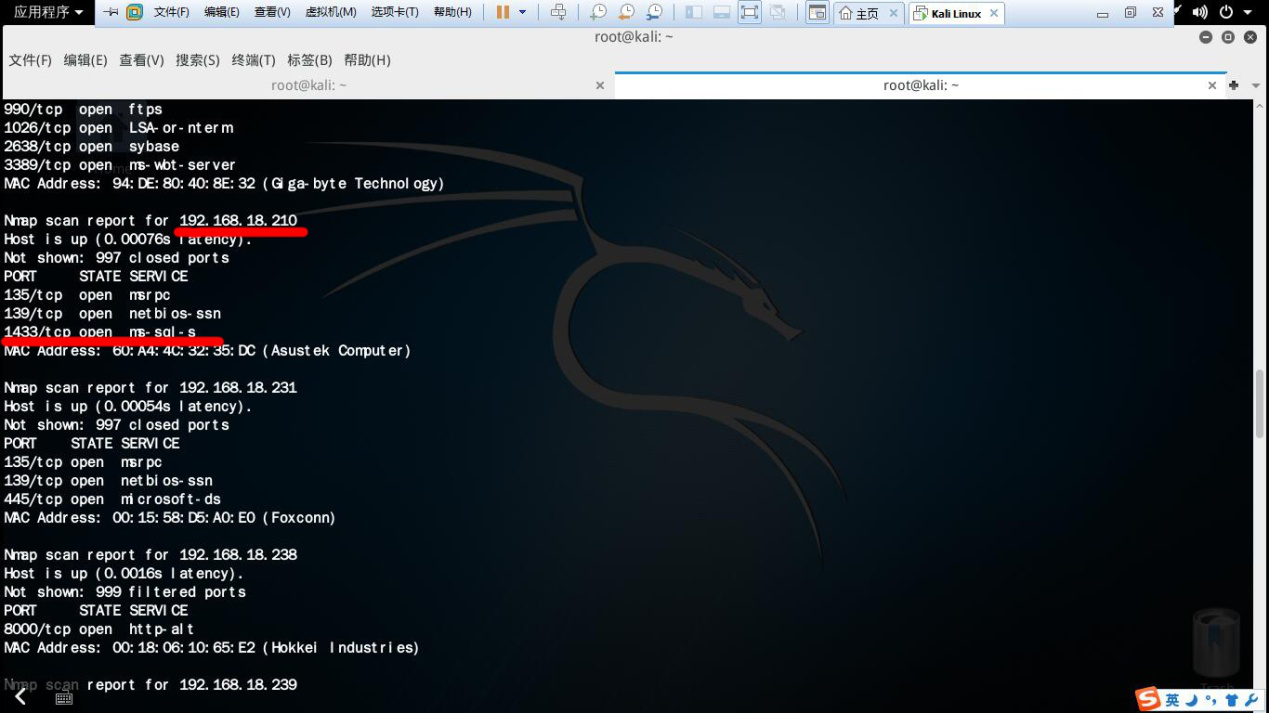 应用程序 文件(F) 编辑(E) 查看(V) 虚拟机(M) 选项卡(T) 帮助(H) 主页 Kali Linux
root@kali: ~
文件(F) 编辑(E) 查看(V) 搜索(S) 终端(T) 标签(B) 帮助(H)
root@kali: ~ root@kali: ~
990/tcp open ftps
1026/tcp open LSA-or-nterm
2638/tcp open sybase
3389/tcp open ms-wbt-server
MAC Address: 94:DE:80:40:8E:32 (Giga-byte Technology)
Nmap scan report for 192.168.18.210
Host is up (0.00076s latency).
Not shown: 997 closed ports
PORT STATE SERVICE
135/tcp open msrpc
139/tcp open netbios-ssn
1433/tcp open ms-sql-s
MAC Address: 60:A4:4C:32:35:DC (Asustek Computer)
Nmap scan report for 192.168.18.231
Host is up (0.00054s latency).
Not shown: 997 closed ports
PORT STATE SERVICE
135/tcp open msrpc
139/tcp open netbios-ssn
445/tcp open microsoft-ds
MAC Address: 00:15:58:D5:A0:E0 (Foxconn)
Nmap scan report for 192.168.18.238
Host is up (0.0016s latency).
Not shown: 999 filtered ports
PORT STATE SERVICE
8000/tcp open http-alt
MAC Address: 00:18:06:10:65:E2 (Hokkei Industries)
Nmap scan report for 192.168.18.239
Trash
英